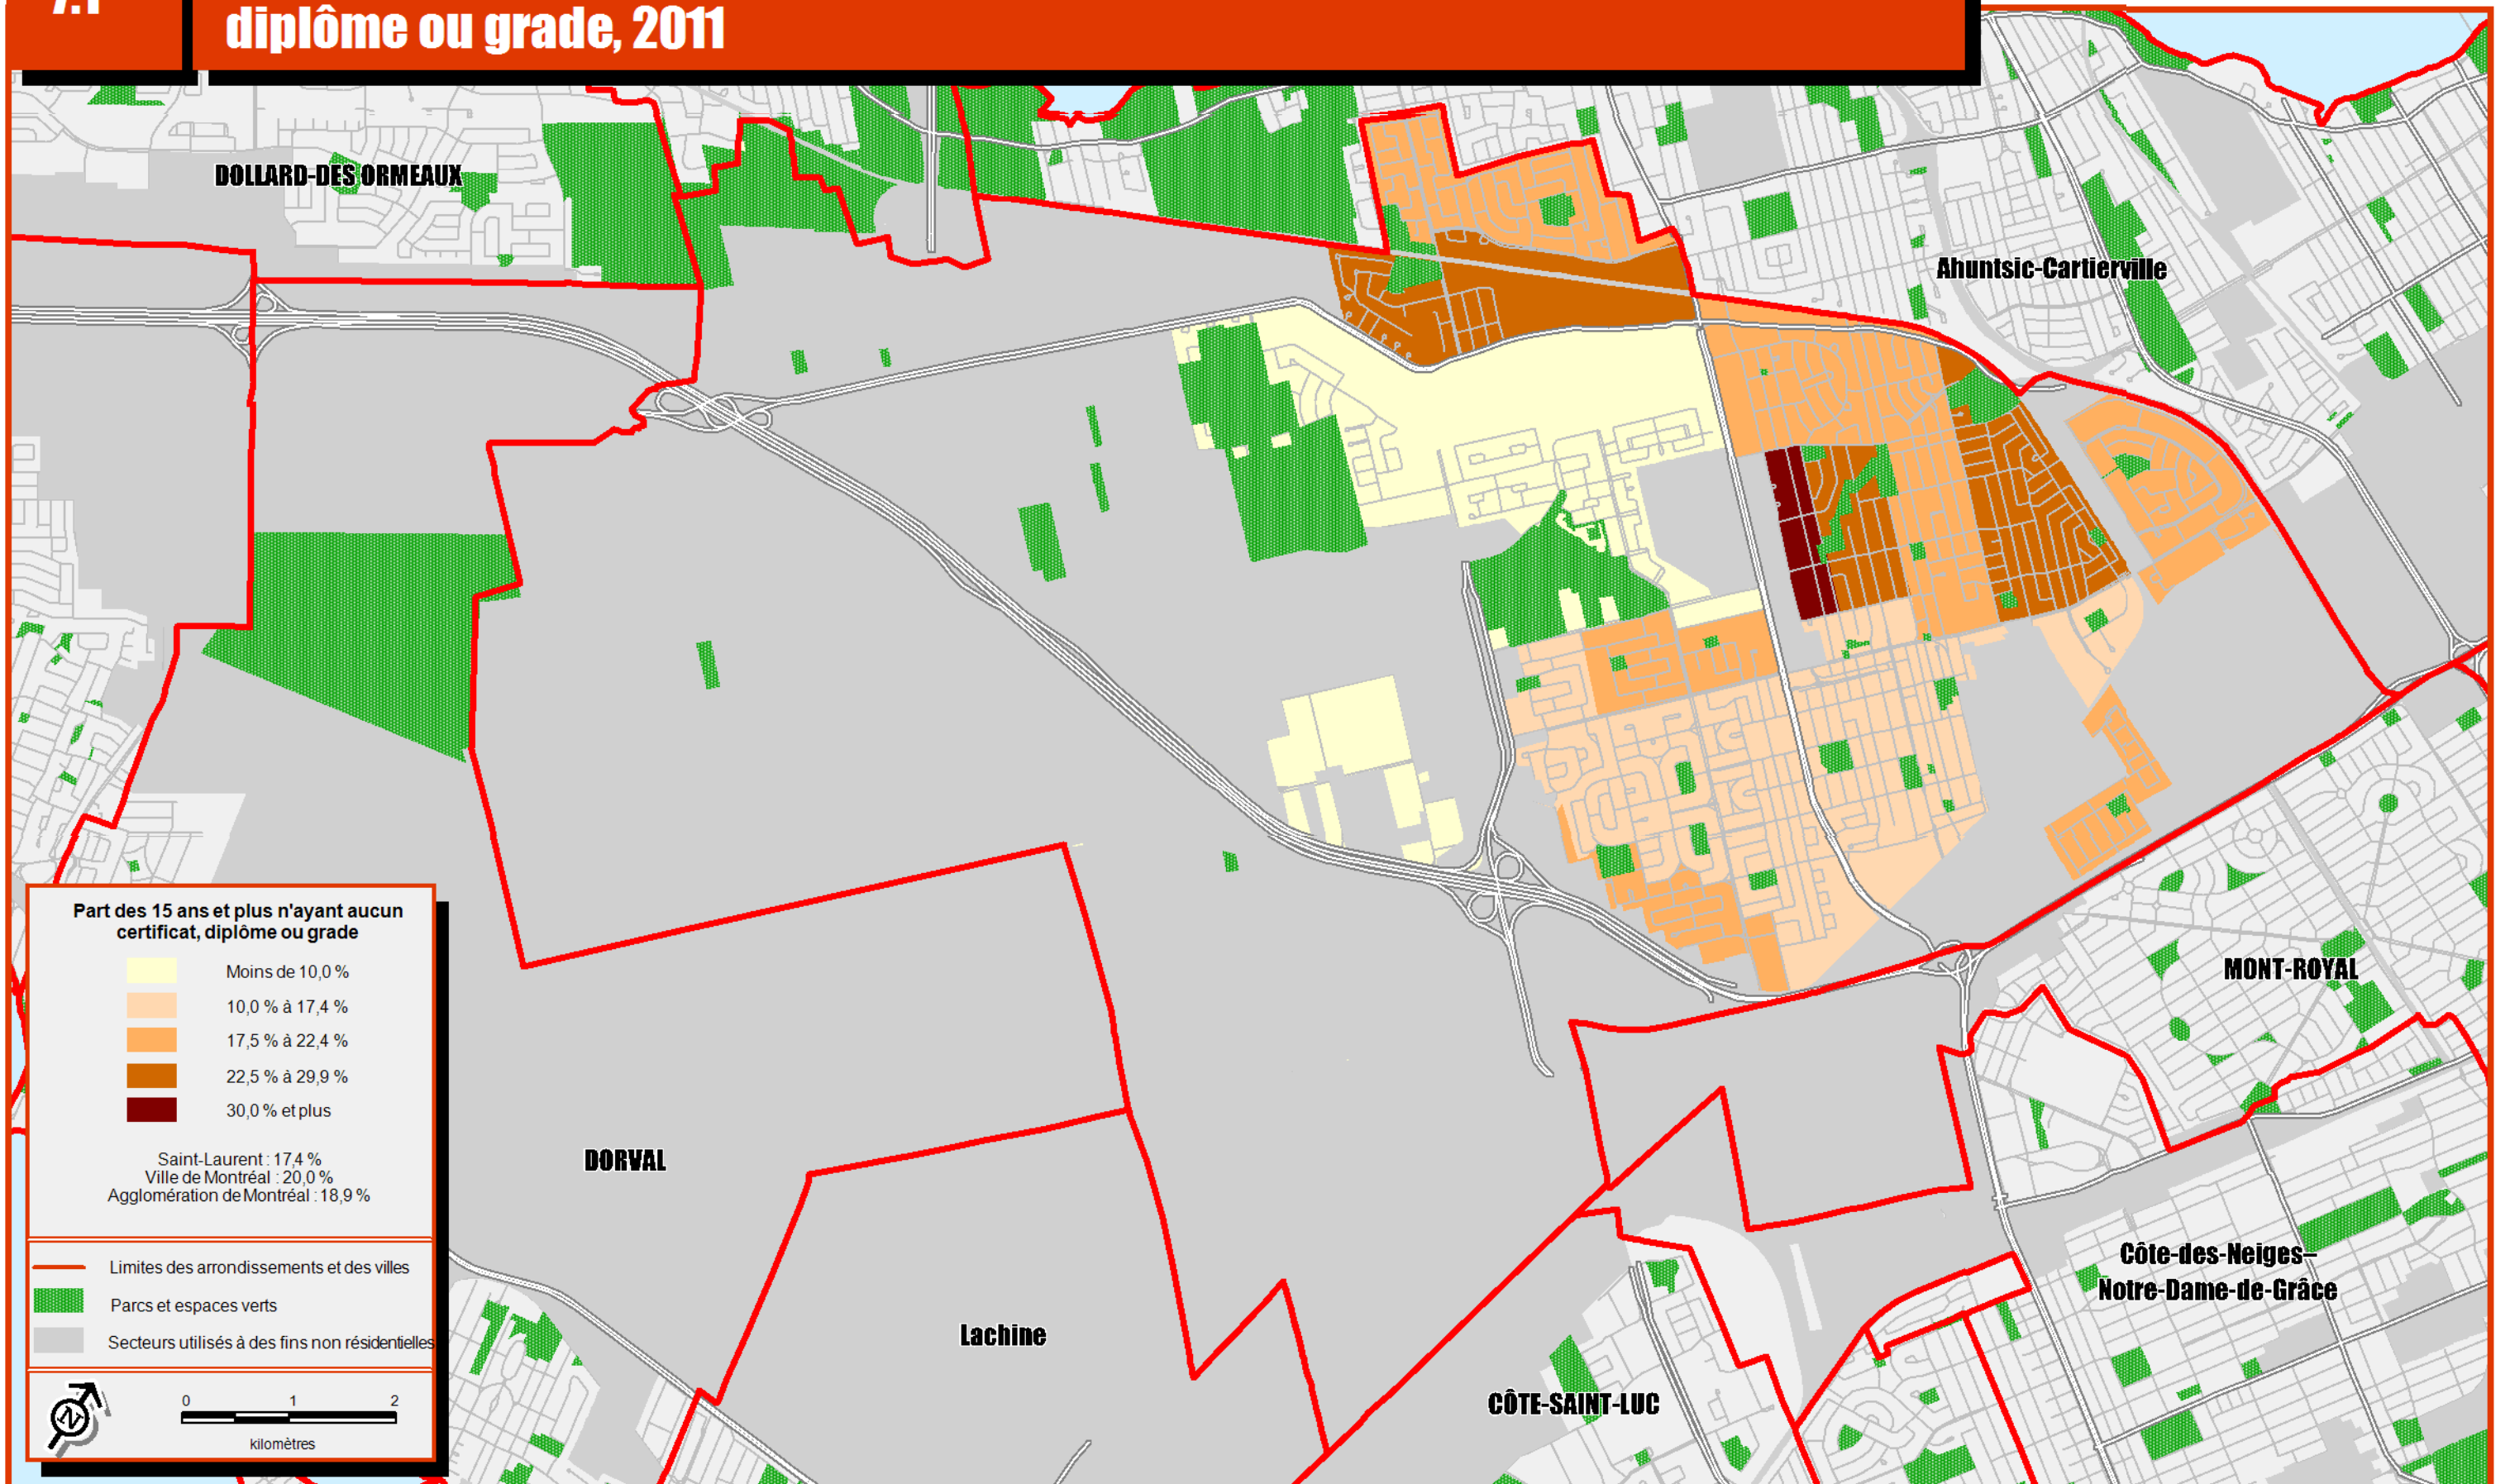 diplôme ou grade, 2011
DOLLARD-DES ORMEAUX
Ahuntsic-Cartierville
MONT-ROYAL
DORVAL
Lachine
CÔTE-SAINT-LUC
Côte-des-Neiges–
Notre-Dame-de-Grâce
Part des 15 ans et plus n'ayant aucun
certificat, diplôme ou grade
Moins de 10,0 %
10,0 % à 17,4 %
17,5 % à 22,4 %
22,5 % à 29,9 %
30,0 % et plus
Saint-Laurent : 17,4 %
Ville de Montréal : 20,0 %
Agglomération de Montréal : 18,9 %
Limites des arrondissements et des villes
Parcs et espaces verts
Secteurs utilisés à des fins non résidentielles
N
0 1 2
kilomètres